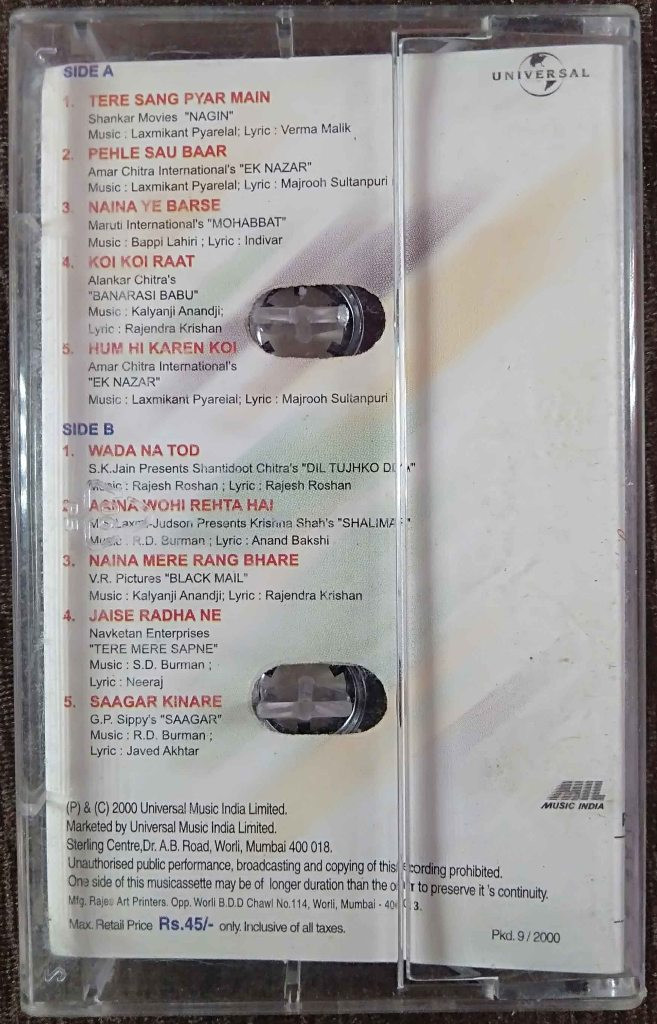 SIDE A
UNIVERSAL
1. TERE SANG PYAR MAIN
Shankar Movies "NAGIN"
Music : Laxmikant Pyarelal; Lyric : Verma Malik
2. PEHLE SAU BAAR
Amar Chitra International's "EK NAZAR"
Music : Laxmikant Pyarelal; Lyric : Majrooh Sultanpuri
3. NAINA YE BARSE
Maruti International's "MOHABBAT"
Music : Bappi Lahiri ; Lyric : Indivar
4. KOI KOI RAAT
Alankar Chitra's
"BANARASI BABU"
Music : Kalyanji Anandji;
Lyric : Rajendra Krishan
5. HUM HI KAREN KOI
Amar Chitra International's
"EK NAZAR"
Music : Laxmikant Pyarelal; Lyric : Majrooh Sultanpuri
SIDE B
1. WADA NA TOD
S.K.Jain Presents Shantidoot Chitra's "DIL TUJHKO
Music : Rajesh Roshan ; Lyric : Rajesh Roshan
2. AAINA WOHI REHTA HAI
Laxmi-Judson Presents Krishna Shah's "SHALIMAR"
Music : R.D. Burman ; Lyric : Anand Bakshi
3. NAINA MERE RANG BHARE
V.R. Pictures "BLACK MAIL"
Music : Kalyanji Anandji; Lyric : Rajendra Krishan
4. JAISE RADHA NE
Navketan Enterprises
"TERE MERE SAPNE"
Music : S.D. Burman ;
Lyric : Neeraj
5. SAAGAR KINARE
G.P. Sippy's "SAAGAR"
Music : R.D. Burman ;
Lyric : Javed Akhtar
MIL
MUSIC INDIA
(P) & (C) 2000 Universal Music India Limited.
Marketed by Universal Music India Limited.
Sterling Centre,Dr. A.B. Road, Worli, Mumbai 400 018.
Unauthorised public performance, broadcasting and copying of this recording prohibited.
One side of this musicassette may be of longer duration than the other to preserve it's continuity.
Mfg. Rajes Art Printers. Opp. Worli B.D.D Chawl No.114, Worli, Mumbai -
Max. Retail Price Rs.45/- only. Inclusive of all taxes.
Pkd. 9 / 2000